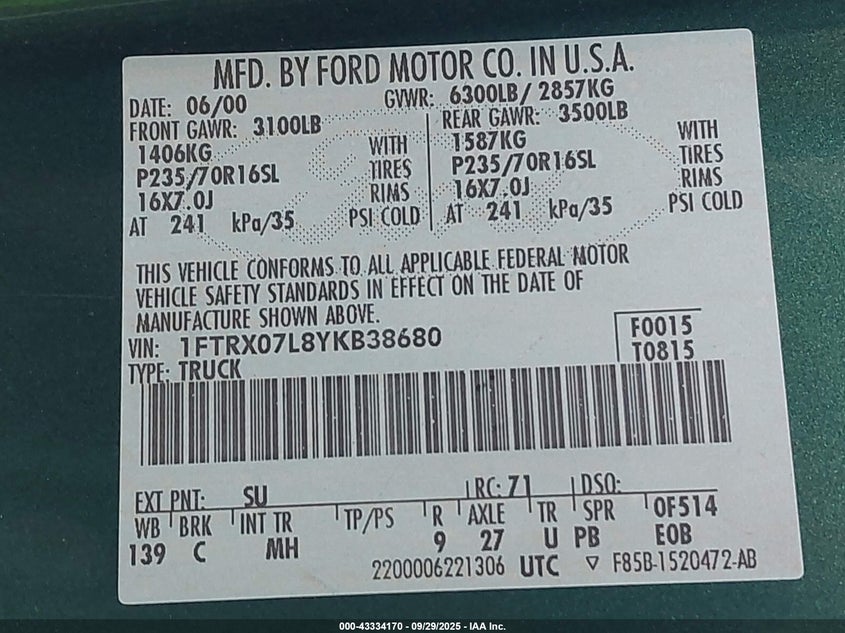 MFD. BY FORD MOTOR CO. IN U.S.A.
DATE: 06/00 GVWR: 6300LB/ 2857KG
FRONT GAWR: 3100LB REAR GAWR: 3500LB
1406KG WITH 1587KG WITH
P235/70R16SL TIRES P235/70R16SL TIRES
16X7.0J RIMS 16X7.0J RIMS
AT 241 kPa/35 PSI COLD AT 241 kPa/35 PSI COLD
THIS VEHICLE CONFORMS TO ALL APPLICABLE FEDERAL MOTOR
VEHICLE SAFETY STANDARDS IN EFFECT ON THE DATE OF
MANUFACTURE SHOWN ABOVE.
VIN: 1FTRX07L8YKB38680 F0015
TYPE: TRUCK T0815
EXT PNT: SU RC: 71 DSO:
WB BRK INT TR TP/PS R AXLE TR SPR 0F514
139 C MH 9 27 U PB EOB
2200006221306 UTC ▽ F85B-1520472-AB
000-43334170 - 09/29/2025 - IAA Inc.